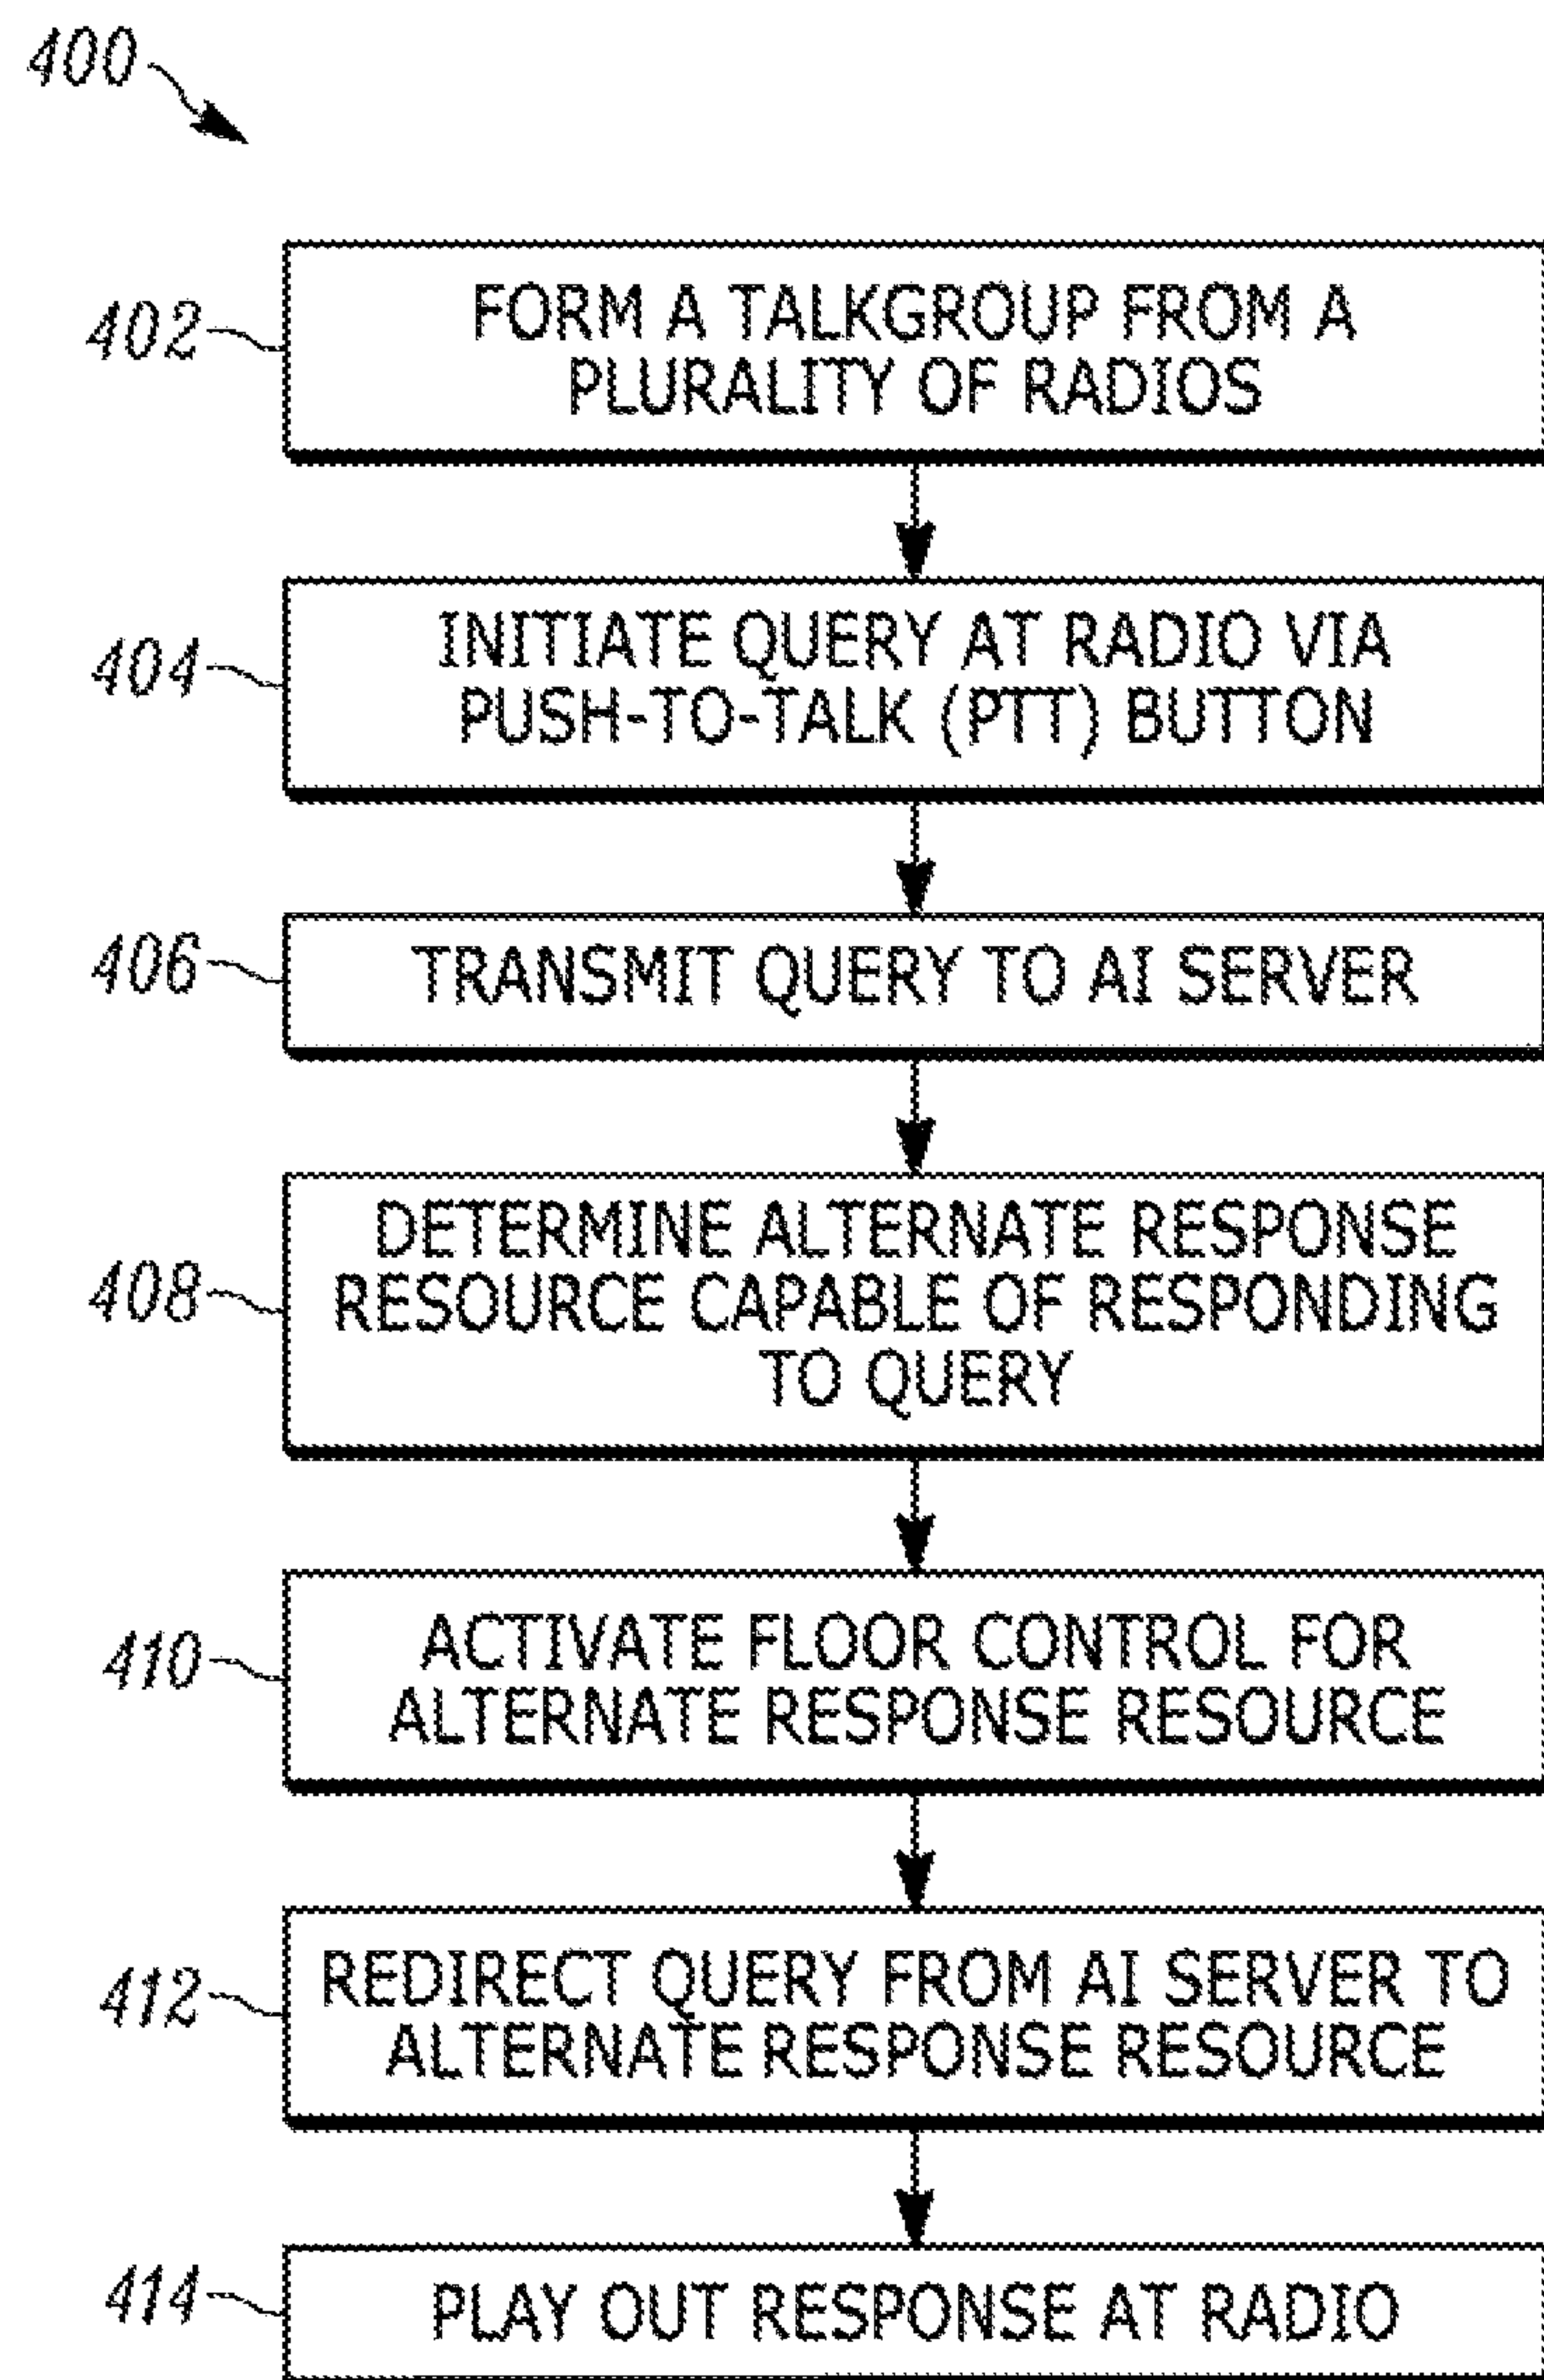 400
402
FORM A TALKGROUP FROM A
PLURALITY OF RADIOS
404
INITIATE QUERY AT RADIO VIA
PUSH-TO-TALK (PTT) BUTTON
406
TRANSMIT QUERY TO AI SERVER
408
DETERMINE ALTERNATE RESPONSE
RESOURCE CAPABLE OF RESPONDING
TO QUERY
410
ACTIVATE FLOOR CONTROL FOR
ALTERNATE RESPONSE RESOURCE
412
REDIRECT QUERY FROM AI SERVER TO
ALTERNATE RESPONSE RESOURCE
414
PLAY OUT RESPONSE AT RADIO